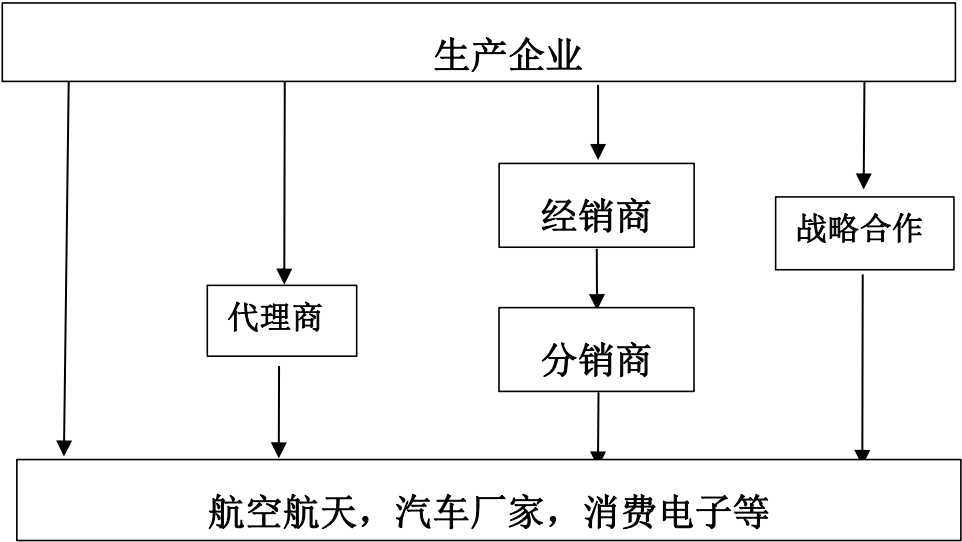 生产企业
经销商
战略合作
代理商
分销商
航空航天，汽车厂家，消费电子等